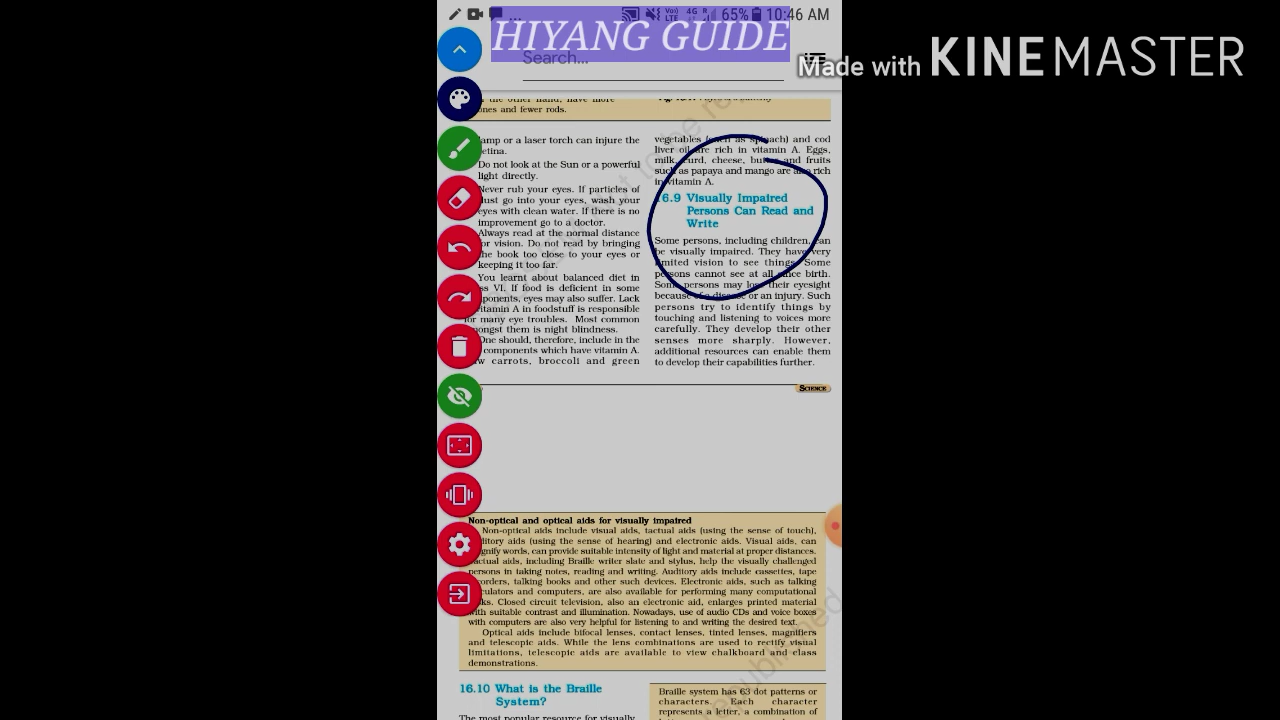 10:46 AM
65%
4G
LTE
HIYANG GUIDE
Search...
Made with KINEMASTER
the other hand, have more
and fewer rods.
lamp or a laser torch can injure the
Do not look at the Sun or a powerful
light directly.
Never rub your eyes. If particles of
go into your eyes, wash your
eyes with clean water. If there is no
improvement go to a doctor.
Always read at the normal distance
vision. Do not read by bringing
the book too close to your eyes or
keeping it too far.
You learnt about balanced diet in
VI. If food is deficient in some
eyes may also suffer. Lack
in foodstuff is responsible
many eye troubles. Most common
them is night blindness.
One should, therefore, include in the
components which have vitamin A.
carrots, broccoli and green
vegetables (such as spinach) and cod
liver oil are rich in vitamin A. Eggs,
milk, curd, cheese, butter and fruits
such as papaya and mango are also rich
in vitamin A.
16.9 Visually Impaired
Persons Can Read and
Write
Some persons, including children, can
be visually impaired. They have very
limited vision to see things. Some
persons cannot see at all since birth.
Some persons may lose their eyesight
because of a disease or an injury. Such
persons try to identify things by
touching and listening to voices more
carefully. They develop their other
senses more sharply. However,
additional resources can enable them
to develop their capabilities further.
SCIENCE
Non-optical and optical aids for visually impaired
Non-optical aids include visual aids, tactual aids (using the sense of touch),
aids (using the sense of hearing) and electronic aids. Visual aids, can
words, can provide suitable intensity of light and material at proper distances.
aids, including Braille writer slate and stylus, help the visually challenged
persons in taking notes, reading and writing. Auditory aids include cassettes, tape
talking books and other such devices. Electronic aids, such as talking
and computers, are also available for performing many computational
Closed circuit television, also an electronic aid, enlarges printed material
with suitable contrast and illumination. Nowadays, use of audio CDs and voice boxes
with computers are also very helpful for listening to and writing the desired text.
Optical aids include bifocal lenses, contact lenses, tinted lenses, magnifiers
and telescopic aids. While the lens combinations are used to rectify visual
limitations, telescopic aids are available to view chalkboard and class
demonstrations.
16.10 What is the Braille
System?
The most popular resource for visually
Braille system has 63 dot patterns or
characters. Each character
represents a letter, a combination of